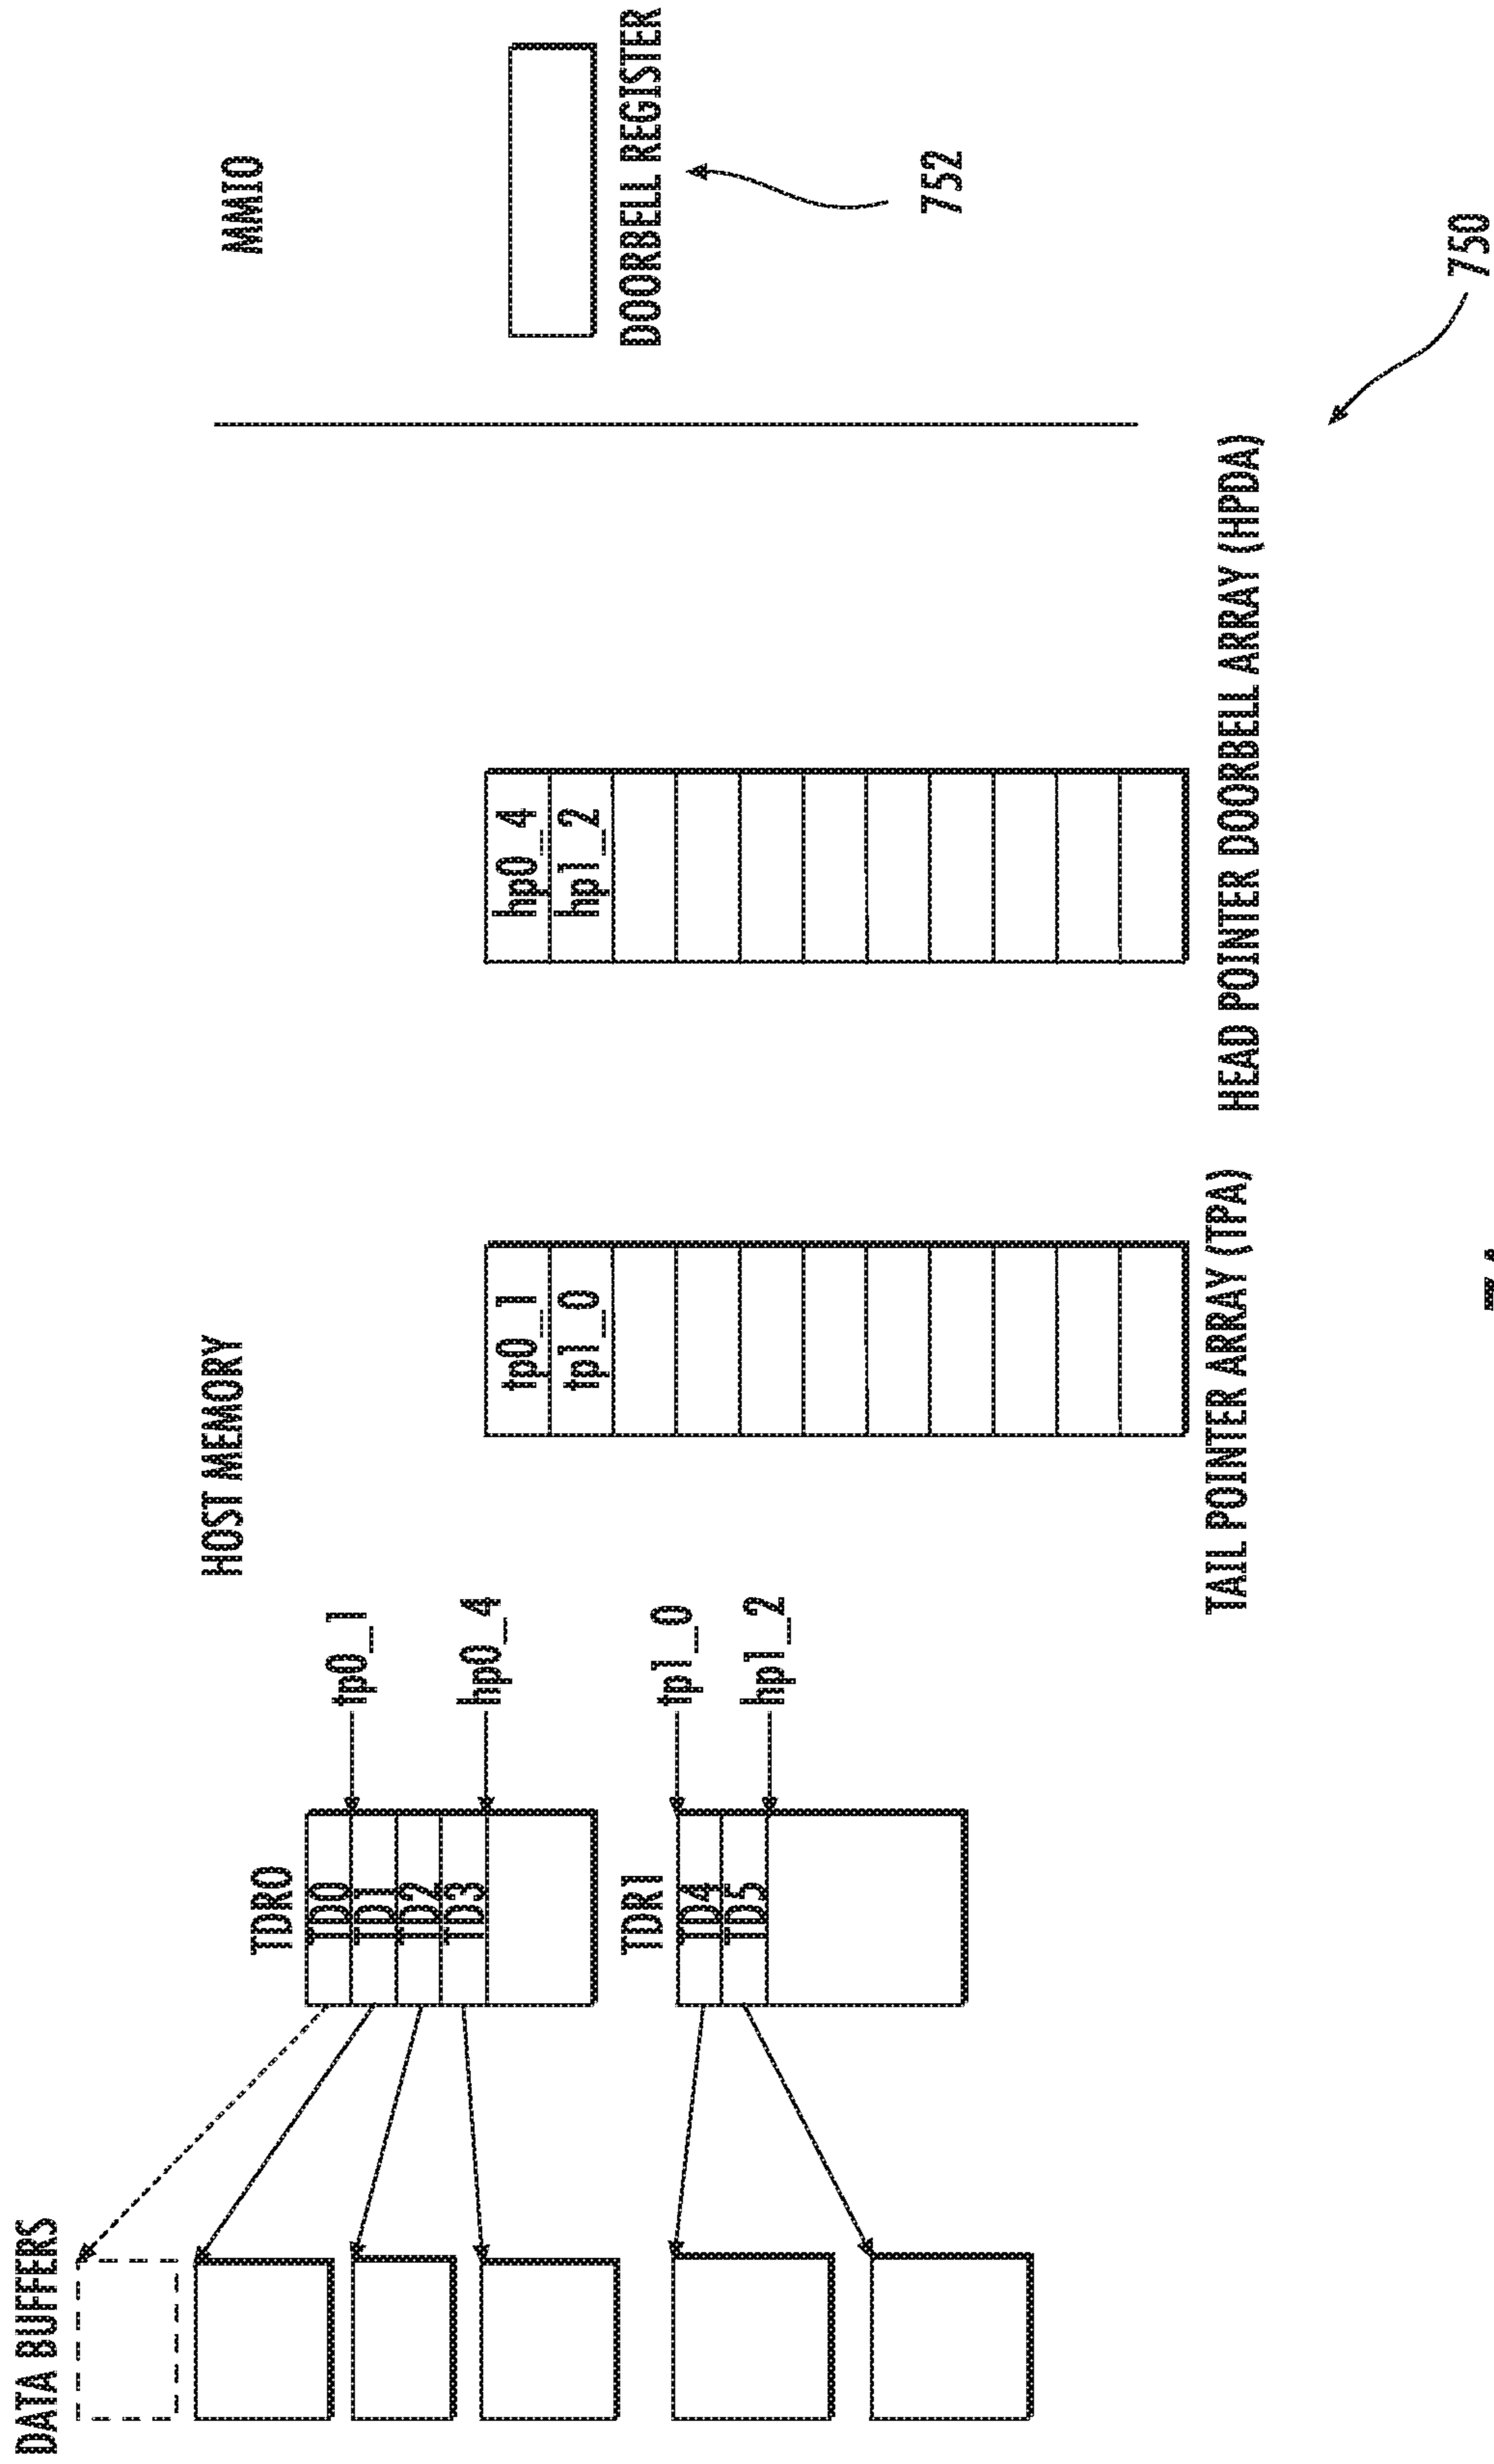 HOST MEMORY
MMIO
DATA BUFFERS
TDR0
TD0
TD1
TD2
TD3
tp0_1
hp0_4
TDR1
TD4
TD5
tp1_0
hp1_2
tp0_1
tp1_0
TAIL POINTER ARRAY (TPA)
hp0_4
hp1_2
HEAD POINTER DOORBELL ARRAY (HPDA)
DOORBELL REGISTER
752
750